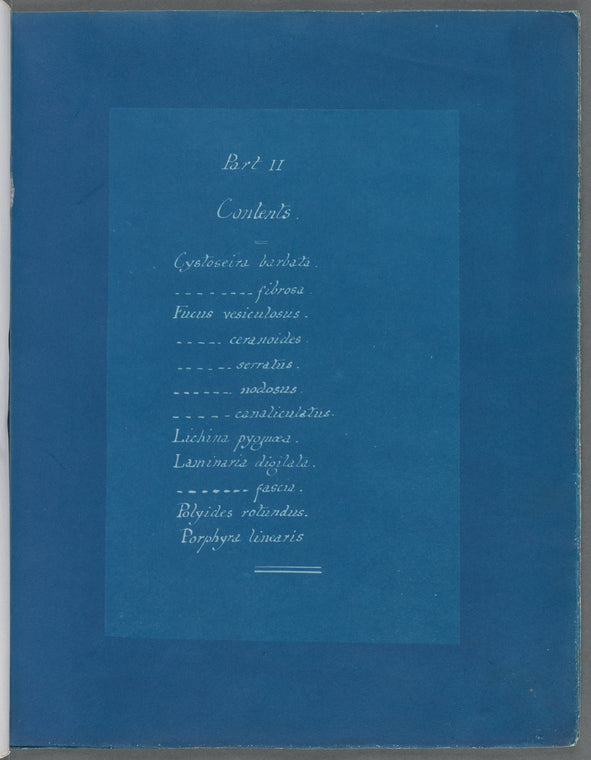 Part II
Contents.
Cystoseira barbata.
- - - - - - - - fibrosa.
Fucus vesiculosus.
- - - - - ceranoides.
- - - - - - serratus.
- - - - - - nodosus.
- - - - - - canaliculatus.
Lichina pygmœa.
Laminaria digitata.
- - - - - - - - fascia.
Polyides rotundus.
Porphyra linearis